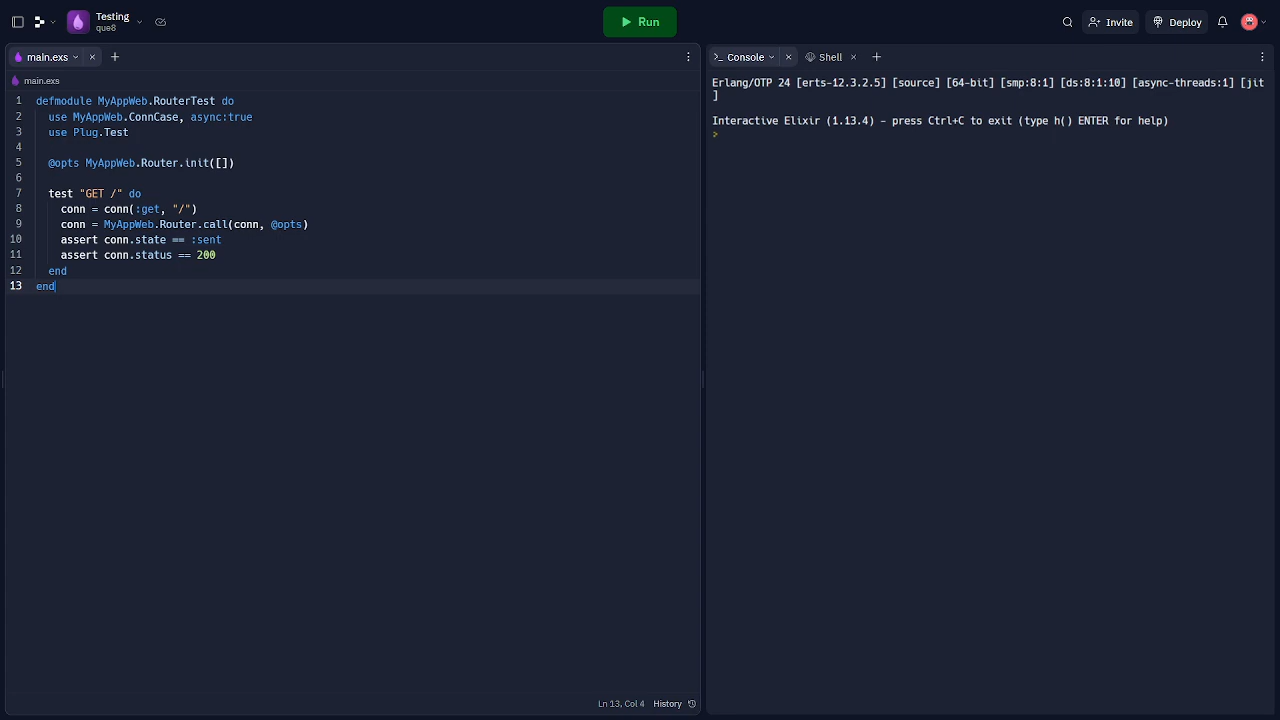 Testing
que8
Run
Invite
Deploy
main.exs
main.exs
1 defmodule MyAppWeb.RouterTest do
2 use MyAppWeb.ConnCase, async:true
3 use Plug.Test
4
5 @opts MyAppWeb.Router.init([])
6
7 test "GET /" do
8 conn = conn(:get, "/")
9 conn = MyAppWeb.Router.call(conn, @opts)
10 assert conn.state == :sent
11 assert conn.status == 200
12 end
13 end
Ln 13, Col 4 History
>_ Console
Shell
Erlang/OTP 24 [erts-12.3.2.5] [source] [64-bit] [smp:8:1] [ds:8:1:10] [async-threads:1] [jit
]
Interactive Elixir (1.13.4) - press Ctrl+C to exit (type h() ENTER for help)
>